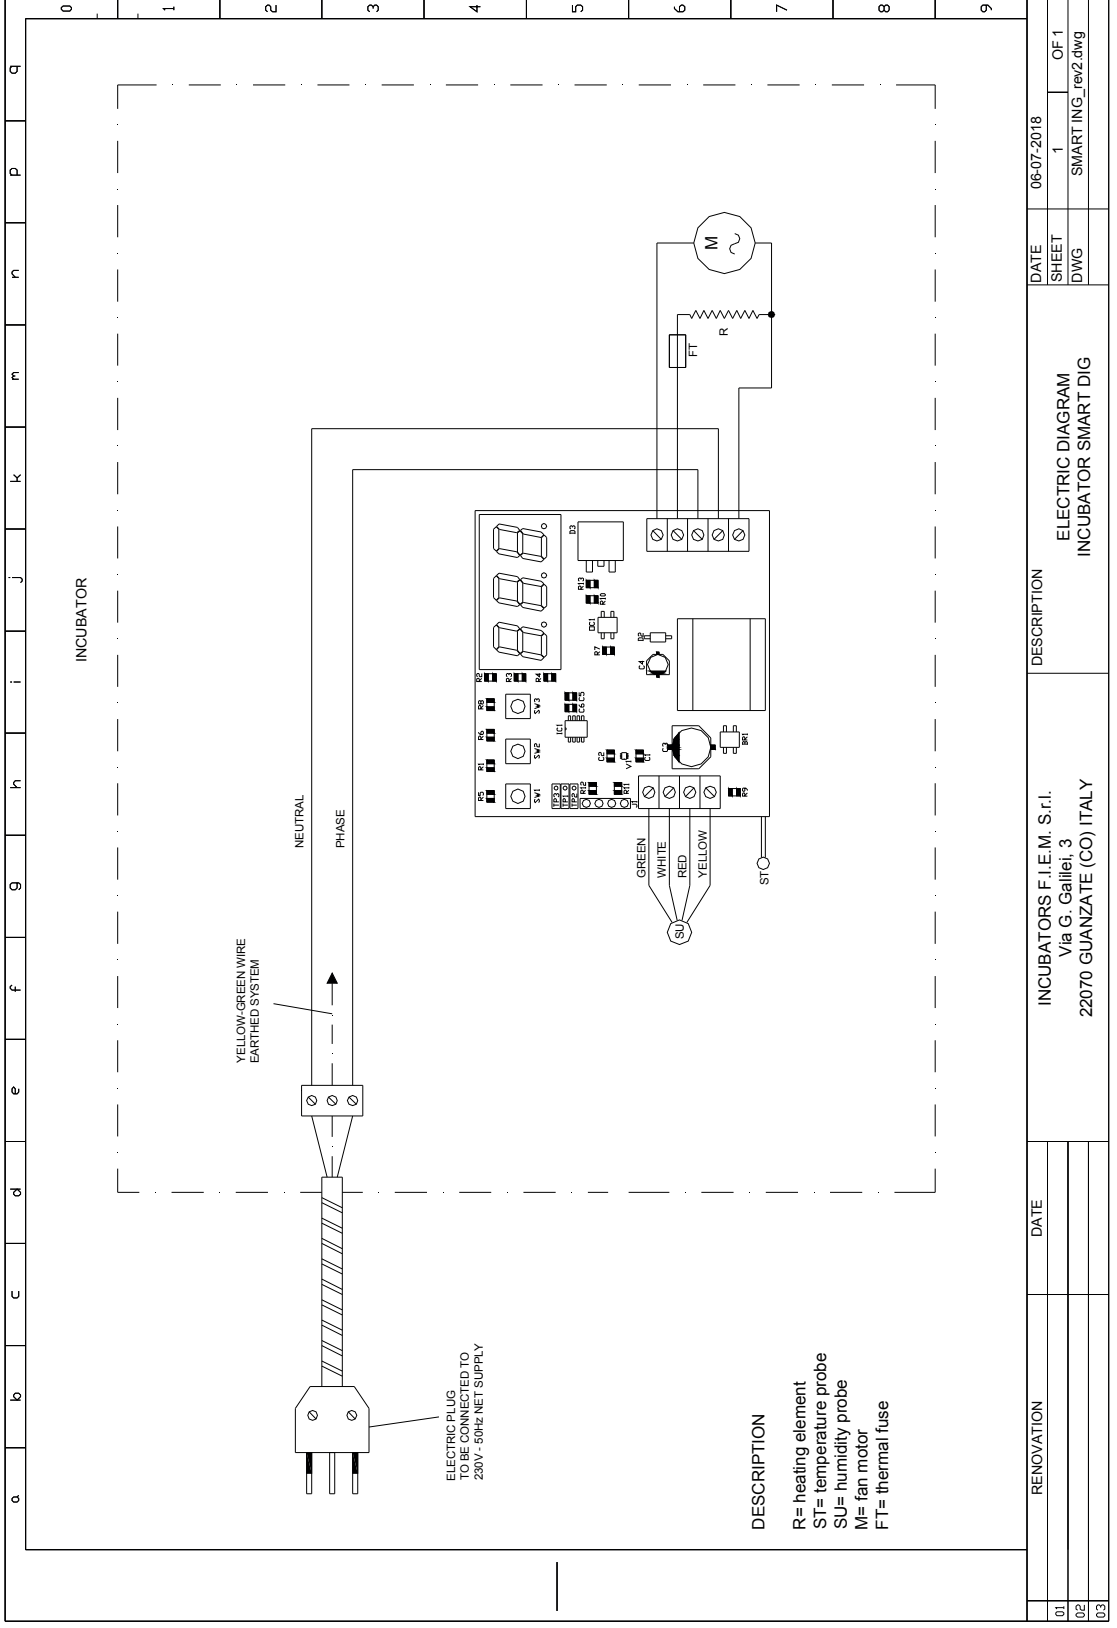 0
1
2
3
4
5
6
7
8
9
a
b
c
d
e
f
g
h
i
j
k
m
n
p
q
INCUBATOR
YELLOW-GREEN WIRE
EARTHED SYSTEM
NEUTRAL
PHASE
ELECTRIC PLUG
TO BE CONNECTED TO
230V - 50Hz NET SUPPLY
R5
R1
R6
R8
R2
R3
R4
SW1
SW2
SW3
TP3
TP1
TP2
IC1
C6
C5
R12
R11
J1
C2
V1
C1
R7
OC1
R10
R13
D3
C3
C4
D2
BR1
R9
GREEN
WHITE
RED
YELLOW
SU
ST
FT
R
M
DESCRIPTION
R= heating element
ST= temperature probe
SU= humidity probe
M= fan motor
FT= thermal fuse
RENOVATION
DATE
01
02
03
INCUBATORS F.I.E.M. S.r.l.
Via G. Galilei, 3
22070 GUANZATE (CO) ITALY
DESCRIPTION
ELECTRIC DIAGRAM
INCUBATOR SMART DIG
DATE 06-07-2018
SHEET 1 OF 1
DWG SMART ING_rev2.dwg